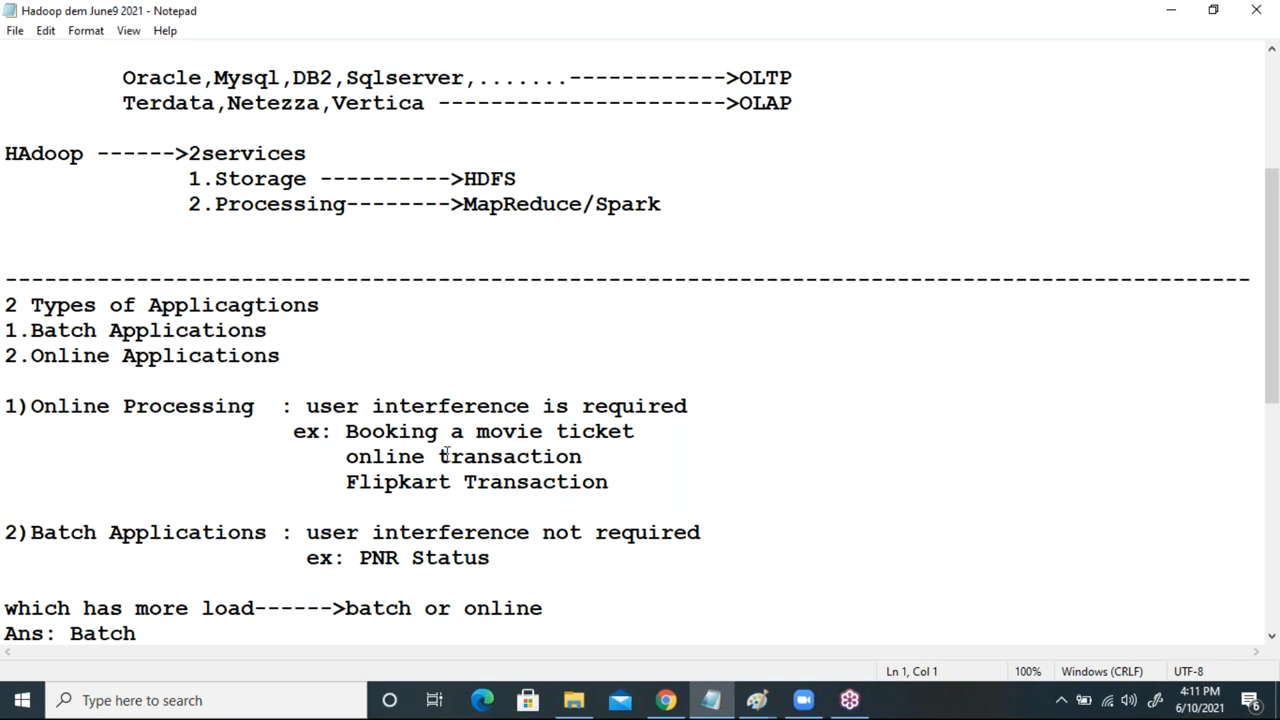 Hadoop dem June9 2021 - Notepad
File Edit Format View Help
Oracle,Mysql,DB2,Sqlserver,.......------------>OLTP
Terdata,Netezza,Vertica ---------------------->OLAP
HAdoop ------>2services
1.Storage ---------->HDFS
2.Processing-------->MapReduce/Spark
-----------------------------------------------------------------------------------------------
2 Types of Applicagtions
1.Batch Applications
2.Online Applications
1)Online Processing : user interference is required
ex: Booking a movie ticket
online transaction
Flipkart Transaction
2)Batch Applications : user interference not required
ex: PNR Status
which has more load------>batch or online
Ans: Batch
Ln 1, Col 1 100% Windows (CRLF) UTF-8
Type here to search
4:11 PM
6/10/2021
6